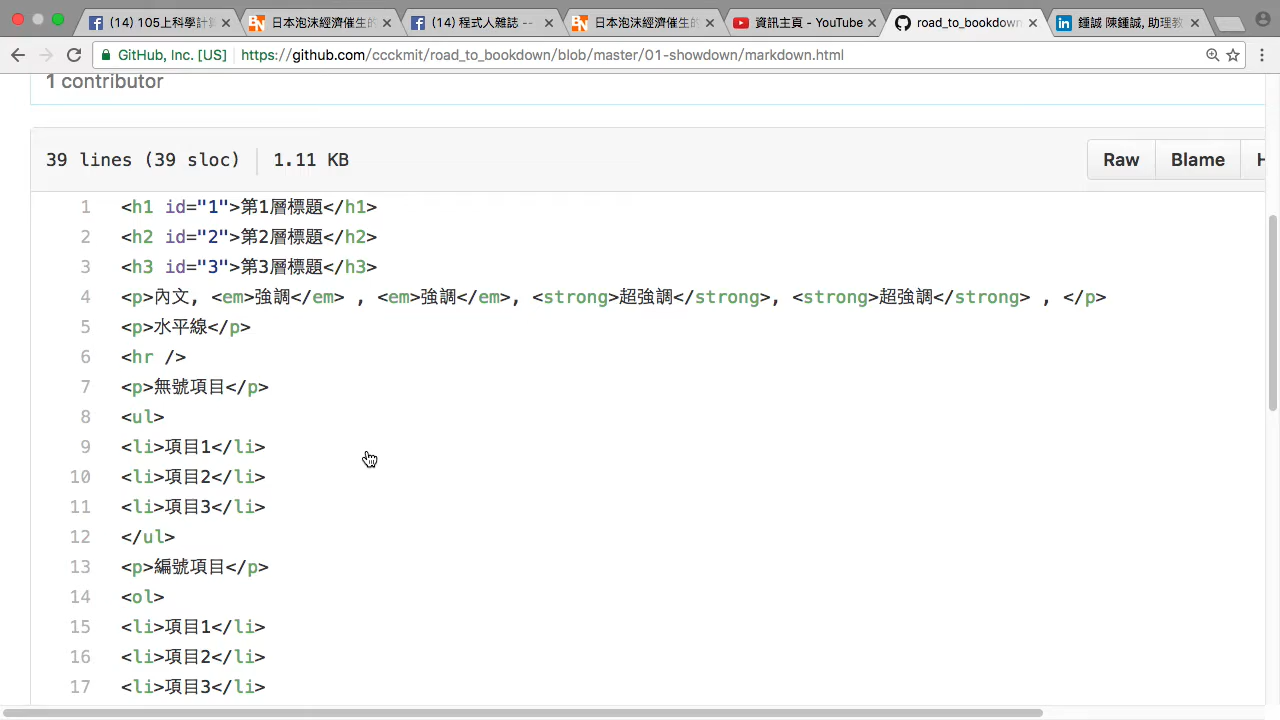 (14) 105上科學計
日本泡沫經濟催生的
(14) 程式人雜誌 --
日本泡沫經濟催生的
資訊主頁 - YouTube
road_to_bookdown
鍾誠 陳鍾誠, 助理教
GitHub, Inc. [US]
https://github.com/ccckmit/road_to_bookdown/blob/master/01-showdown/markdown.html
1 contributor
39 lines (39 sloc) 1.11 KB
Raw
Blame
H
1 <h1 id="1">第1層標題</h1>
2 <h2 id="2">第2層標題</h2>
3 <h3 id="3">第3層標題</h3>
4 <p>內文, <em>強調</em> , <em>強調</em>, <strong>超強調</strong>, <strong>超強調</strong> , </p>
5 <p>水平線</p>
6 <hr />
7 <p>無號項目</p>
8 <ul>
9 <li>項目1</li>
10 <li>項目2</li>
11 <li>項目3</li>
12 </ul>
13 <p>編號項目</p>
14 <ol>
15 <li>項目1</li>
16 <li>項目2</li>
17 <li>項目3</li>